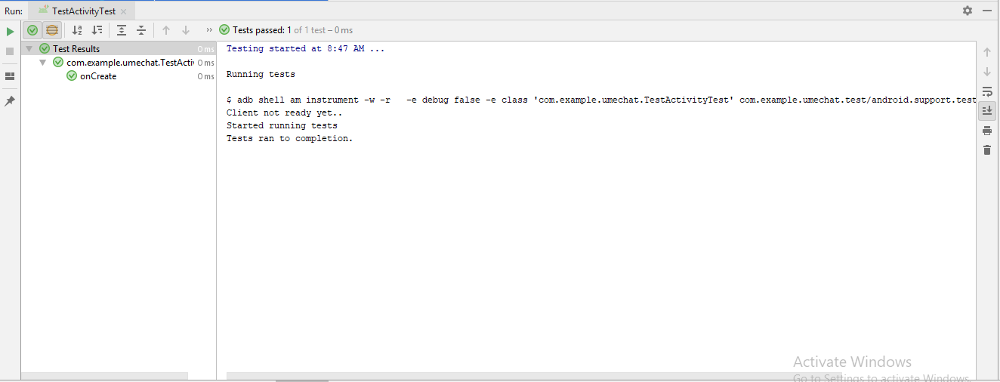 Run: TestActivityTest
Tests passed: 1 of 1 test – 0 ms
Test Results 0 ms
com.example.umechat.TestActiv 0 ms
onCreate 0 ms
Testing started at 8:47 AM ...
Running tests
$ adb shell am instrument -w -r   -e debug false -e class 'com.example.umechat.TestActivityTest' com.example.umechat.test/android.support.test
Client not ready yet..
Started running tests
Tests ran to completion.
Activate Windows
Go to Settings to activate Windows.